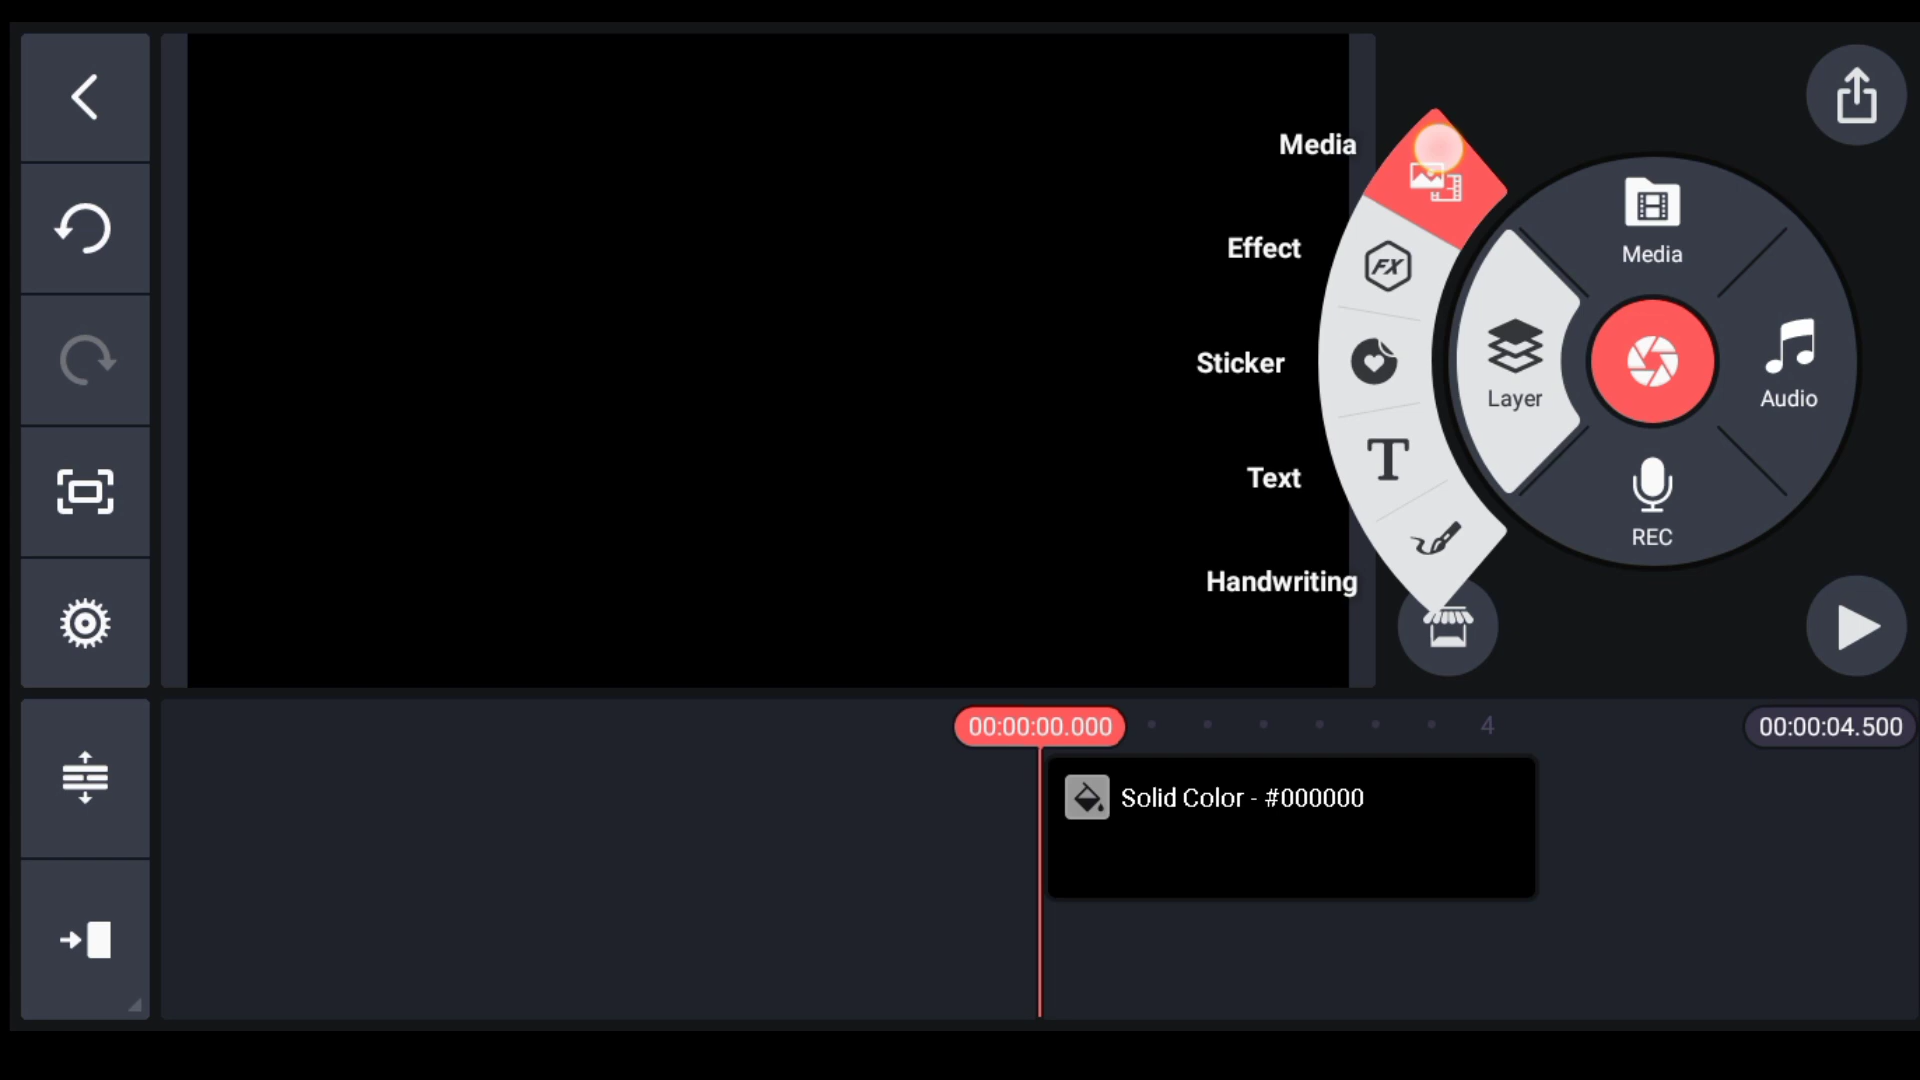 Media
Effect
Sticker
Text
Handwriting
FX
T
Media
Layer
Audio
REC
00:00:00.000
4
00:00:04.500
Solid Color - #000000